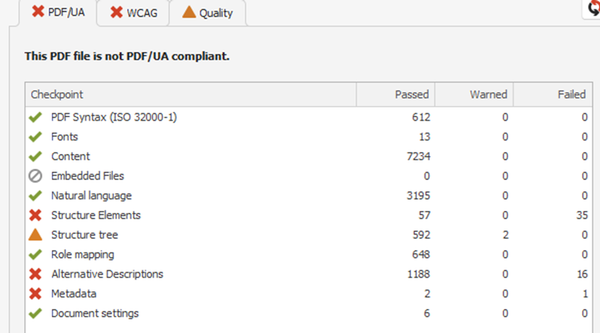 PDF/UA WCAG Quality
This PDF file is not PDF/UA compliant.
Checkpoint Passed Warned Failed
PDF Syntax (ISO 32000-1) 612 0 0
Fonts 13 0 0
Content 7234 0 0
Embedded Files 0 0 0
Natural language 3195 0 0
Structure Elements 57 0 35
Structure tree 592 2 0
Role mapping 648 0 0
Alternative Descriptions 1188 0 16
Metadata 2 0 1
Document settings 6 0 0